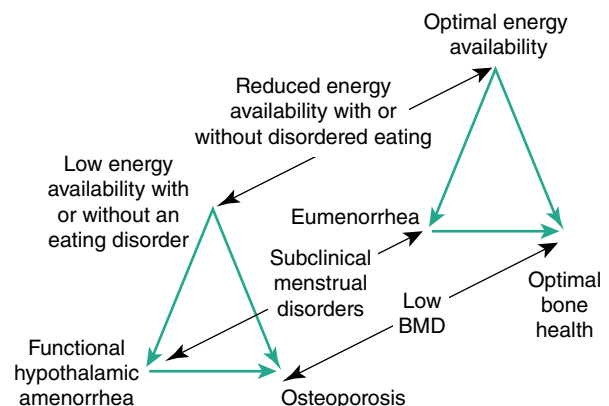 Optimal energy
availability
Reduced energy
availability with or
without disordered eating
Low energy
availability with
or without an
eating disorder
Eumenorrhea
Subclinical
menstrual
disorders
Optimal
bone
health
Low
BMD
Functional
hypothalamic
amenorrhea
Osteoporosis